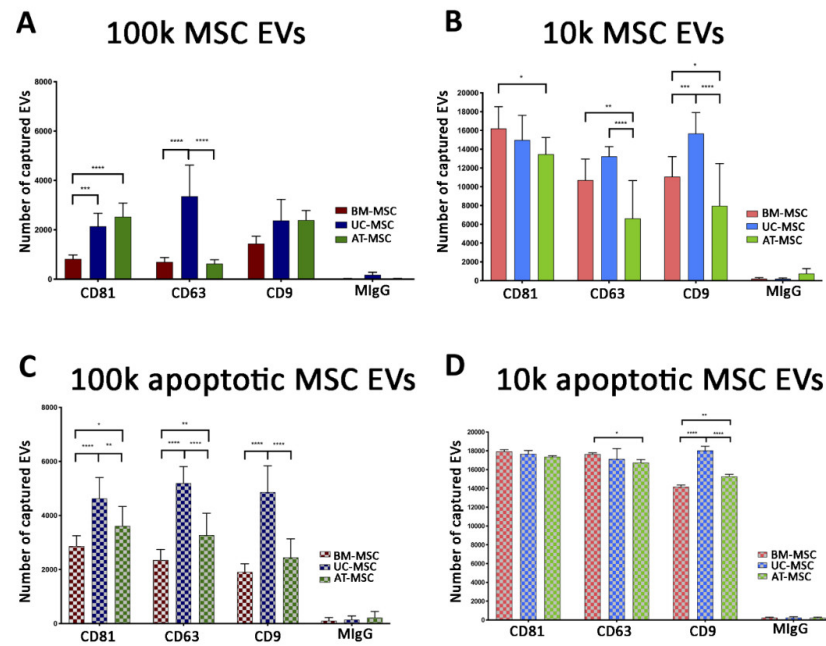 A
100k MSC EVs
Number of captured EVs
8000
6000
4000
2000
0
****
***
****
****
BM-MSC
UC-MSC
AT-MSC
CD81
CD63
CD9
MIgG
B
10k MSC EVs
Number of captured EVs
20000
18000
16000
14000
12000
10000
8000
6000
4000
2000
0
*
**
****
*
***
****
BM-MSC
UC-MSC
AT-MSC
CD81
CD63
CD9
MIgG
C
100k apoptotic MSC EVs
Number of captured EVs
8000
6000
4000
2000
0
*
****
**
**
****
****
****
****
BM-MSC
UC-MSC
AT-MSC
CD81
CD63
CD9
MIgG
D
10k apoptotic MSC EVs
Number of captured EVs
20000
18000
16000
14000
12000
10000
8000
6000
4000
2000
0
*
**
****
****
BM-MSC
UC-MSC
AT-MSC
CD81
CD63
CD9
MIgG